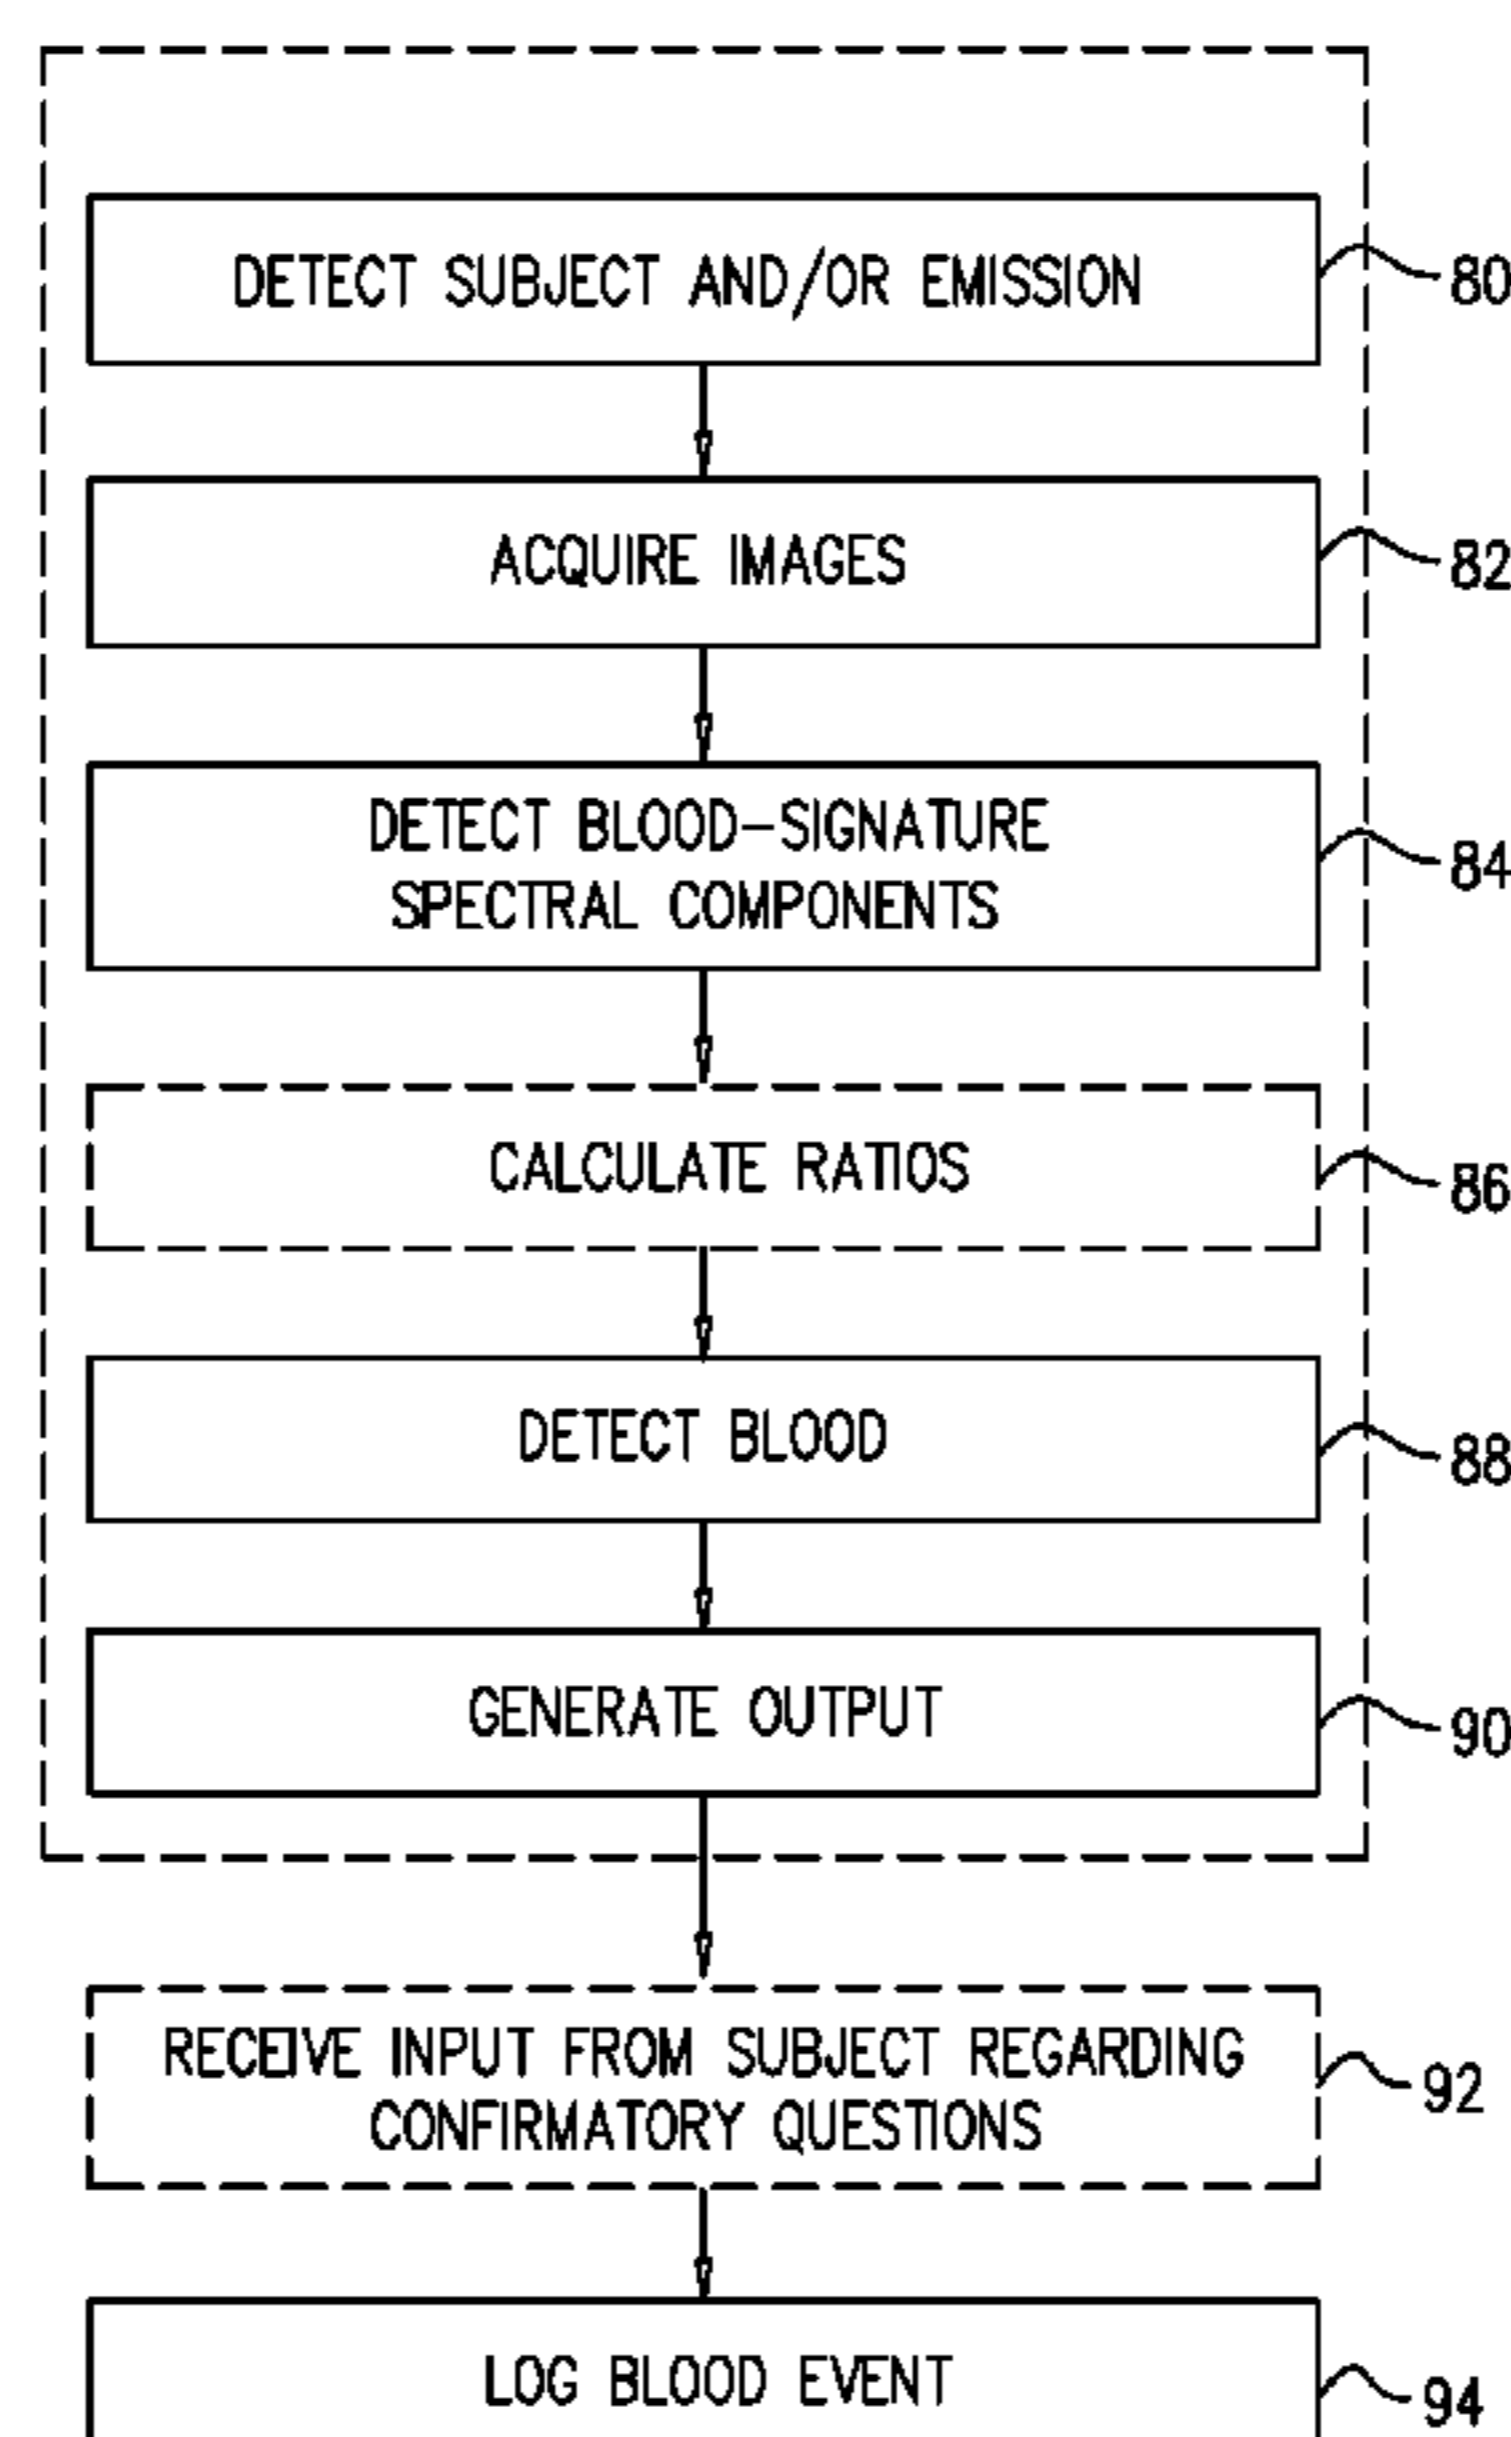 DETECT SUBJECT AND/OR EMISSION
80
ACQUIRE IMAGES
82
DETECT BLOOD-SIGNATURE
SPECTRAL COMPONENTS
84
CALCULATE RATIOS
86
DETECT BLOOD
88
GENERATE OUTPUT
90
RECEIVE INPUT FROM SUBJECT REGARDING
CONFIRMATORY QUESTIONS
92
LOG BLOOD EVENT
94